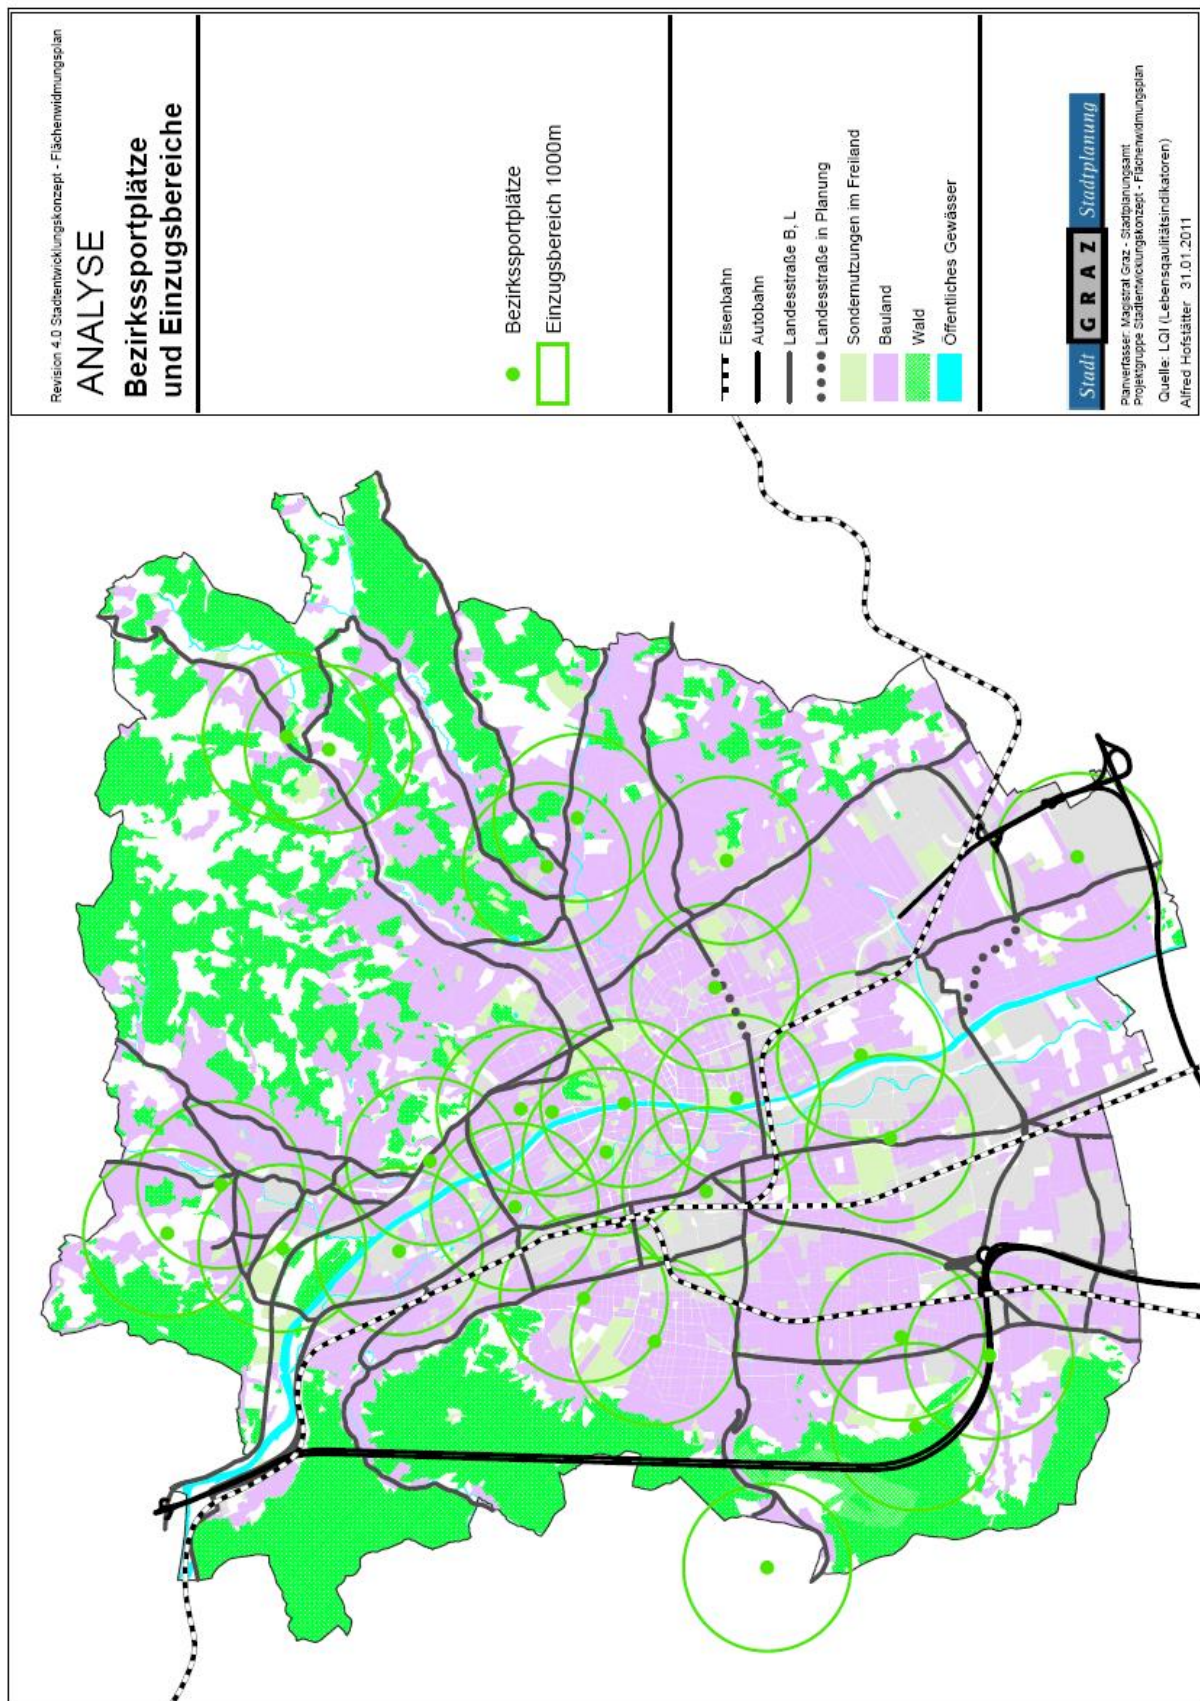 Revision 4.0 Stadtentwicklungskonzept - Flächenwidmungsplan
ANALYSE
Bezirkssportplätze
und Einzugsbereiche
Bezirkssportplätze
Einzugsbereich 1000m
Eisenbahn
Autobahn
Landesstraße B, L
Landesstraße in Planung
Sondernutzungen im Freiland
Bauland
Wald
Öffentliches Gewässer
Stadt GRAZ Stadtplanung
Planverfasser: Magistrat Graz - Stadtplanungsamt
Projektgruppe Stadtentwicklungskonzept - Flächenwidmungsplan
Quelle: LQI (Lebensqaulitätsindikatoren)
Alfred Hofstätter 31.01.2011